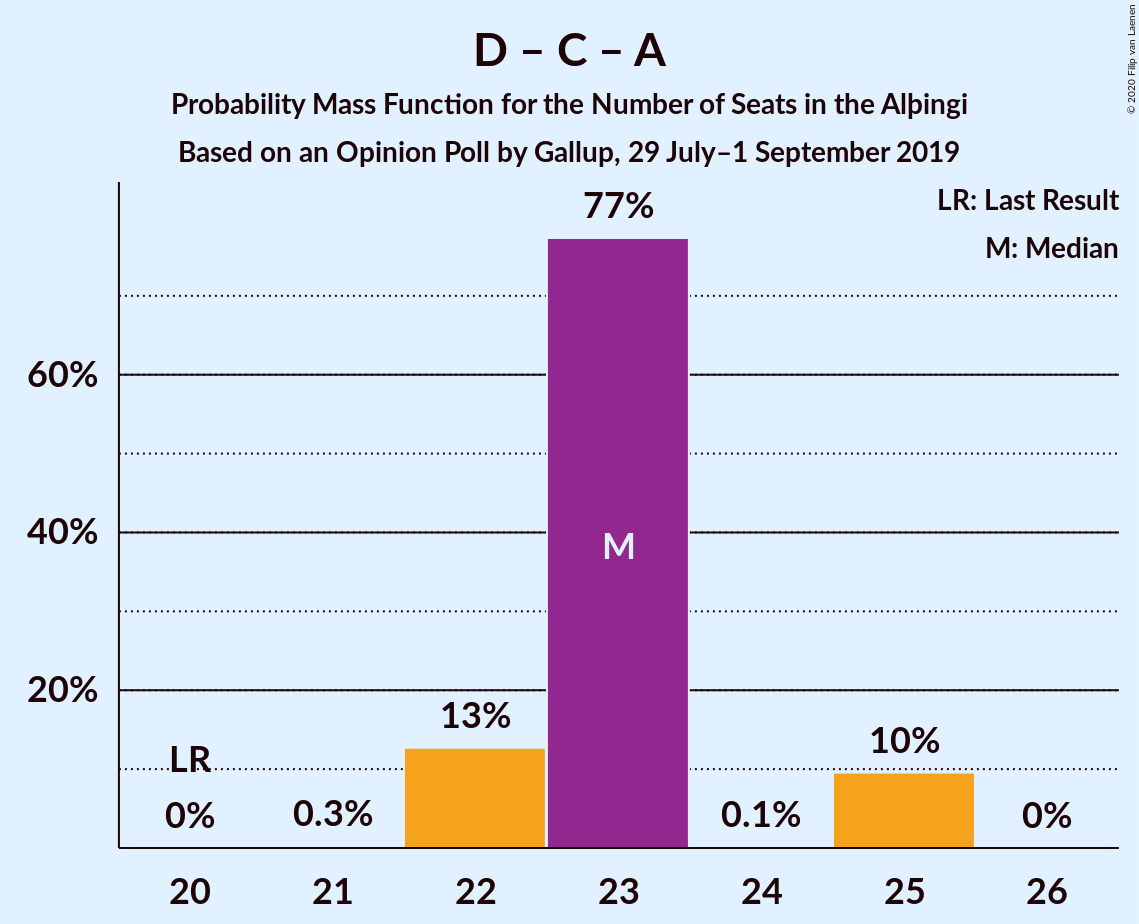 D – C – A
Probability Mass Function for the Number of Seats in the Alþingi
Based on an Opinion Poll by Gallup, 29 July–1 September 2019
© 2020 Filip van Laenen
LR: Last Result
M: Median
77%
60%
40%
M
20%
13%
10%
LR
0%
0.3%
0.1%
0%
20
21
22
23
24
25
26